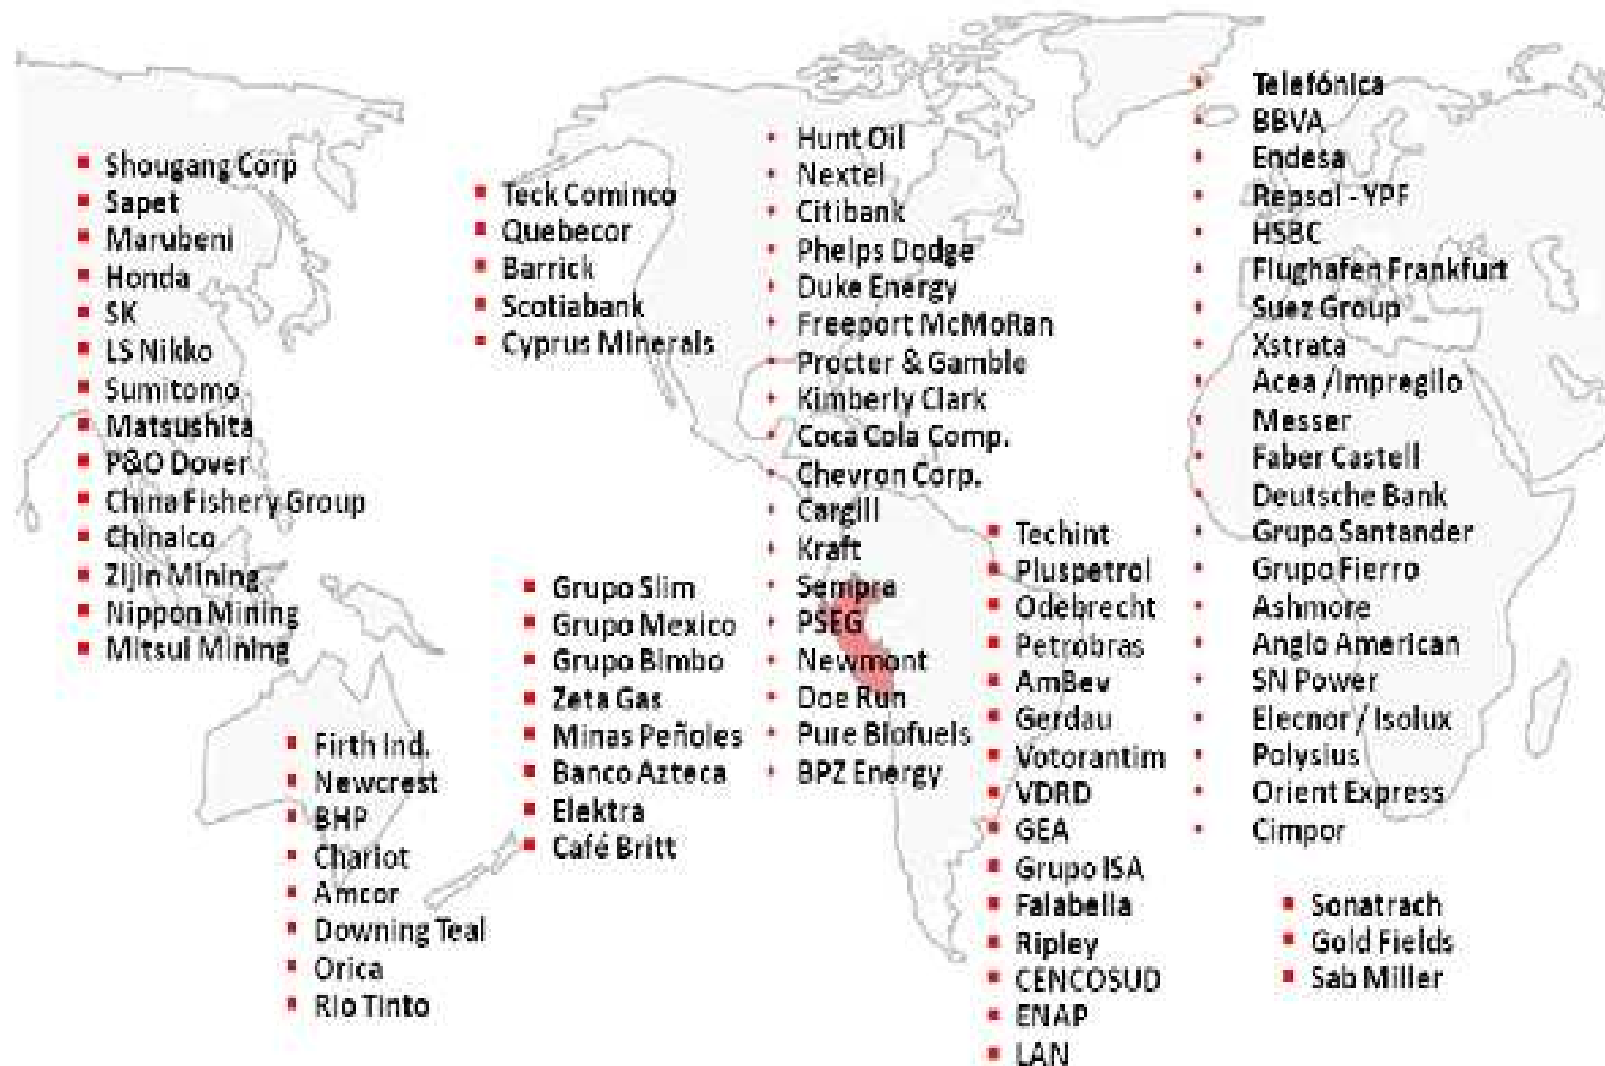 Shougang Corp
Sapet
Marubeni
Honda
SK
LS Nikko
Sumitomo
Matsushita
P&O Dover
China Fishery Group
Chinalco
Zijin Mining
Nippon Mining
Mitsui Mining
Firth Ind.
Newcrest
BHP
Chariot
Amcor
Downing Teal
Orica
Rio Tinto
Teck Cominco
Quebecor
Barrick
Scotiabank
Cyprus Minerals
Grupo Slim
Grupo Mexico
Grupo Bimbo
Zeta Gas
Minas Peñoles
Banco Azteca
Elektra
Café Britt
Hunt Oil
Nextel
Citibank
Phelps Dodge
Duke Energy
Freeport McMoRan
Procter & Gamble
Kimberly Clark
Coca Cola Comp.
Chevron Corp.
Cargill
Kraft
Sempra
PSEG
Newmont
Doe Run
Pure Biofuels
BPZ Energy
Techint
Pluspetrol
Odebrecht
Petrobras
AmBev
Gerdau
Votorantim
VDRD
GEA
Grupo ISA
Falabella
Ripley
CENCOSUD
ENAP
LAN
Telefónica
BBVA
Endesa
Repsol - YPF
HSBC
Flughafen Frankfurt
Suez Group
Xstrata
Acea /Impregilo
Messer
Faber Castell
Deutsche Bank
Grupo Santander
Grupo Fierro
Ashmore
Anglo American
SN Power
Elecnor / Isolux
Polysius
Orient Express
Cimpor
Sonatrach
Gold Fields
Sab Miller